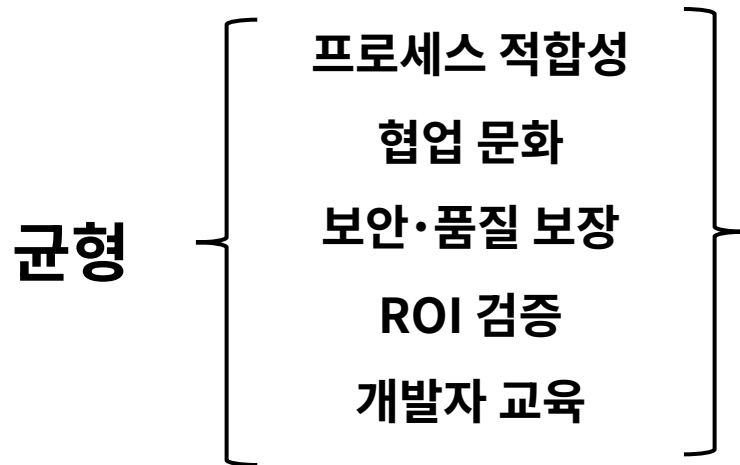 균형
프로세스 적합성
협업 문화
보안·품질 보장
ROI 검증
개발자 교육